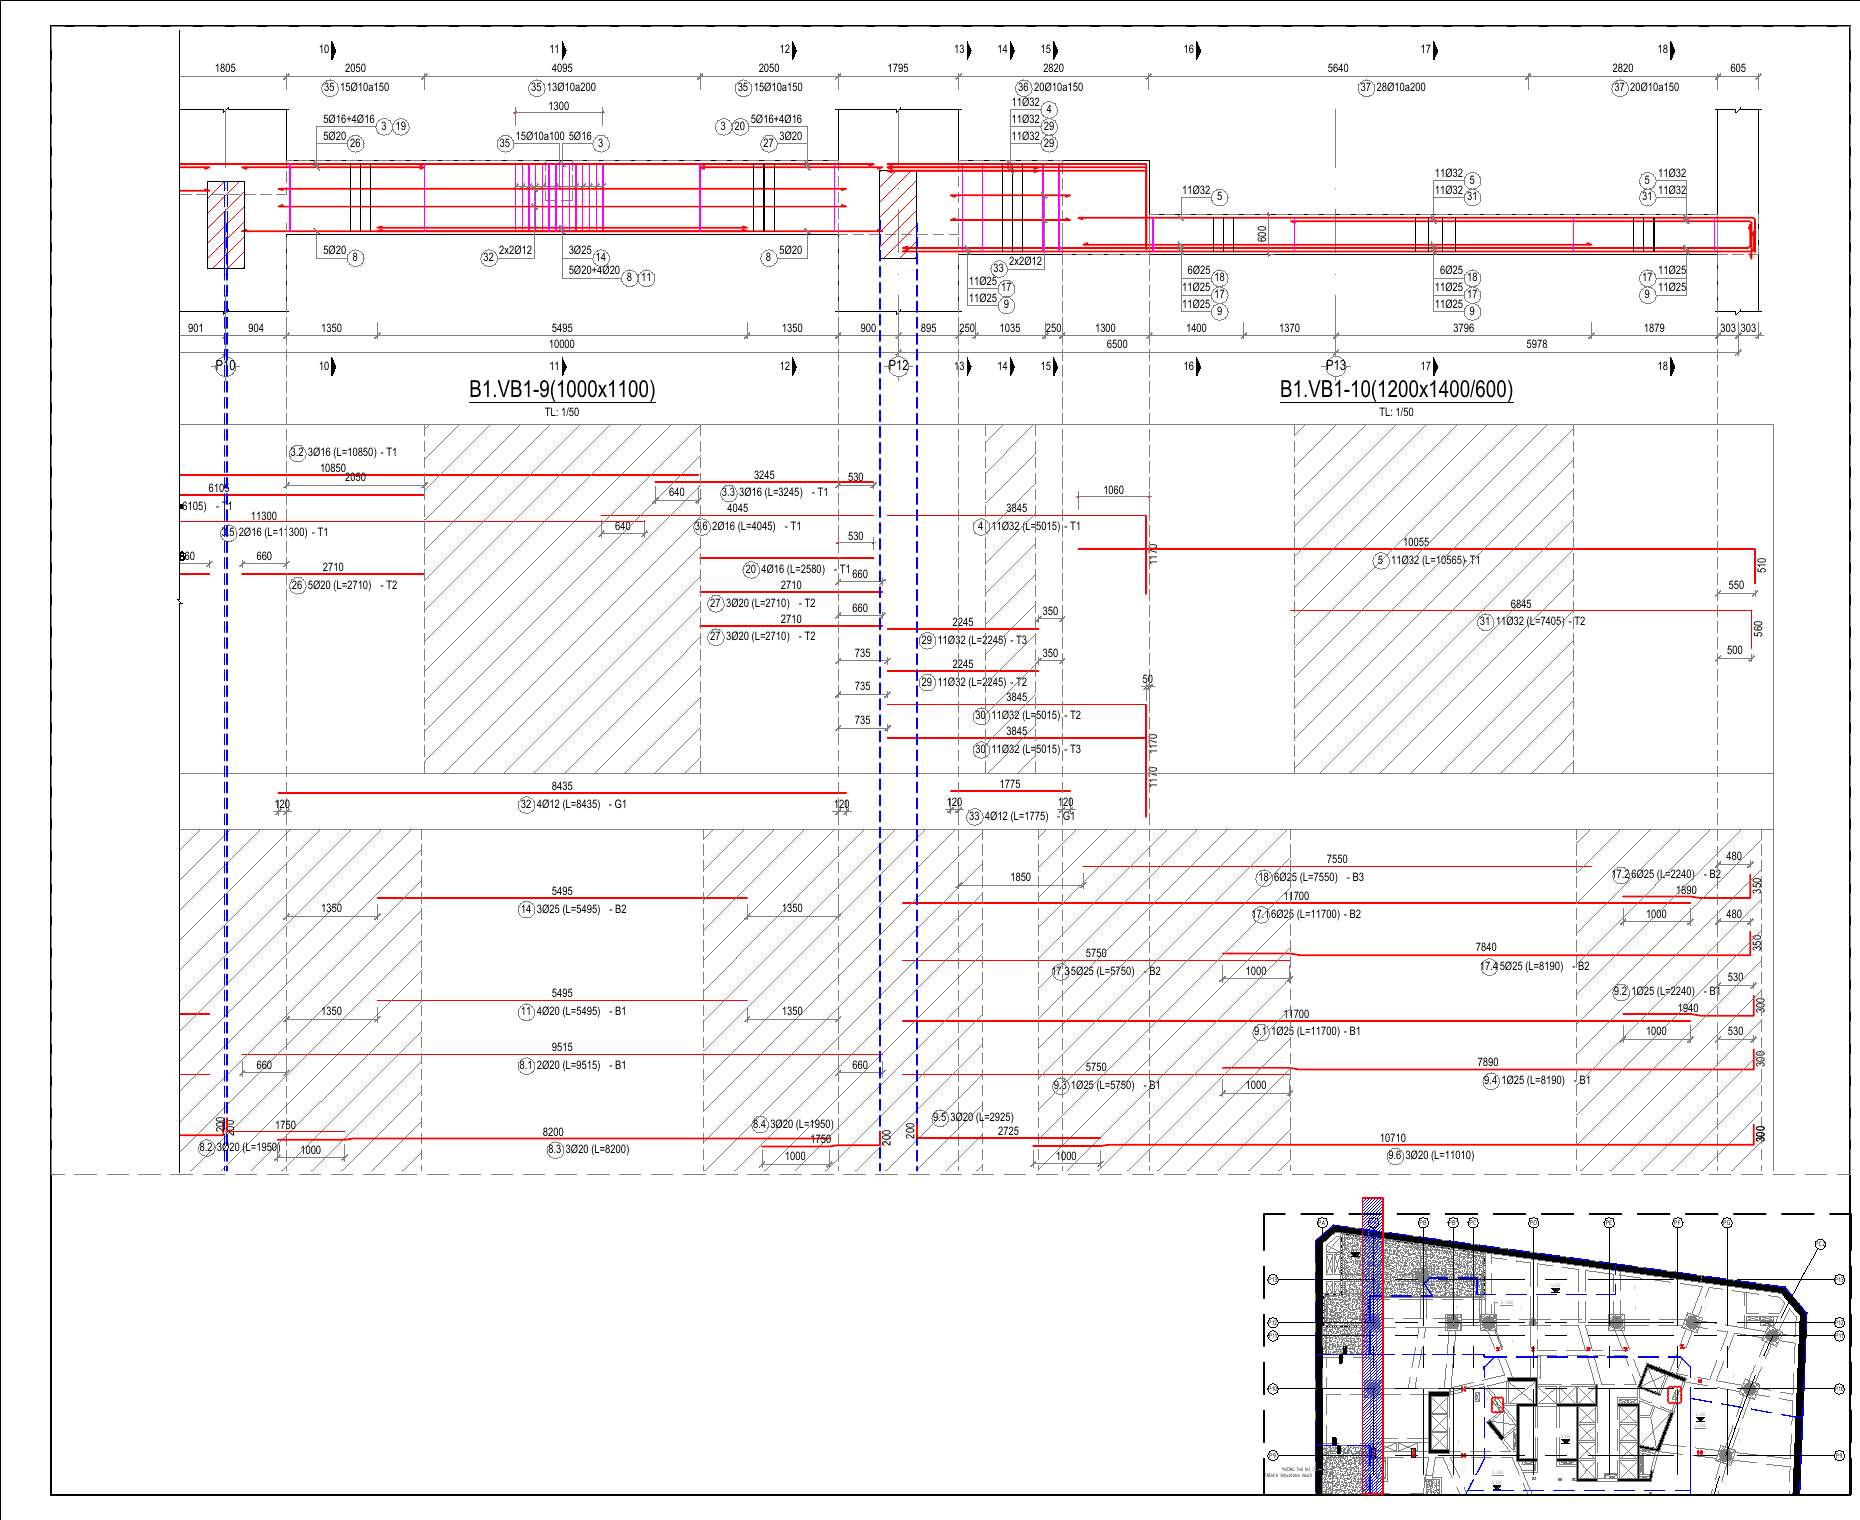 10 11 12 13 14 15 16 17 18
1805 2050 4095 2050 1795 2820 5640 2820 605
35 15Ø10a150 35 13Ø10a200 35 15Ø10a150 36 20Ø10a150 37 28Ø10a200 37 20Ø10a150
1300
11Ø32 4
5Ø16+4Ø16 3 19 3 20 5Ø16+4Ø16 11Ø32 29
5Ø20 26 35 15Ø10a100 5Ø16 3 27 3Ø20 11Ø32 29
11Ø32 5 5 11Ø32
11Ø32 5 11Ø32 31 31 11Ø32
600
5Ø20 8 32 2x2Ø12 3Ø25 14 8 5Ø20 33 2x2Ø12
5Ø20+4Ø20 8 11
6Ø25 18 6Ø25 18 17 11Ø25
11Ø25 17 11Ø25 17 11Ø25 17 9 11Ø25
11Ø25 9 11Ø25 9 11Ø25 9
901 904 1350 5495 1350 900 895 250 1035 250 1300 1400 1370 3796 1879 303 303
10000 6500 5978
P10 10 11 12 P12 13 14 15 16 P13 17 18
B1.VB1-9(1000x1100) B1.VB1-10(1200x1400/600)
TL: 1/50 TL: 1/50
3.2 3Ø16 (L=10850) - T1
10850
2050 3245 530
6105 640 3.3 3Ø16 (L=3245) - T1 1060
6105) - T1 4045 3845
11300 640 3.6 2Ø16 (L=4045) - T1 4 11Ø32 (L=5015) - T1
3.5 2Ø16 (L=11300) - T1 530 1170 10055
660 660 5 11Ø32 (L=10565) - T1 510
2710 20 4Ø16 (L=2580) - T1 660
26 5Ø20 (L=2710) - T2 2710 550
27 3Ø20 (L=2710) - T2 660 350 6845
2710 2245 31 11Ø32 (L=7405) - T2 560
27 3Ø20 (L=2710) - T2 29 11Ø32 (L=2245) - T3
735 2245 350 500
29 11Ø32 (L=2245) - T2 50
735 3845
30 11Ø32 (L=5015) - T2
735 3845 1170
30 11Ø32 (L=5015) - T3
8435 1775 1170
120 32 4Ø12 (L=8435) - G1 120 120 33 4Ø12 (L=1775) - G1 120
7550 480
1850 18 6Ø25 (L=7550) - B3 17.2 6Ø25 (L=2240) - B2
5495 11700 1890 350
1350 14 3Ø25 (L=5495) - B2 1350 17.1 6Ø25 (L=11700) - B2 1000 480
5750 7840 350
17.3 5Ø25 (L=5750) - B2 1000 17.4 5Ø25 (L=8190) - B2
530
5495 9.2 1Ø25 (L=2240) - B1
1350 11 4Ø20 (L=5495) - B1 1350 11700 1940 300
9.1 1Ø25 (L=11700) - B1 1000 530
9515 5750 7890 300
660 8.1 2Ø20 (L=9515) - B1 660 9.3 1Ø25 (L=5750) - B1 1000 9.4 1Ø25 (L=8190) - B1
200 200 1750 8.4 3Ø20 (L=1950) 9.5 3Ø20 (L=2925)
8200 1750 200 200 2725 10710 300
8.2 3Ø20 (L=1950) 1000 8.3 3Ø20 (L=8200) 1000 1000 9.6 3Ø20 (L=11010)